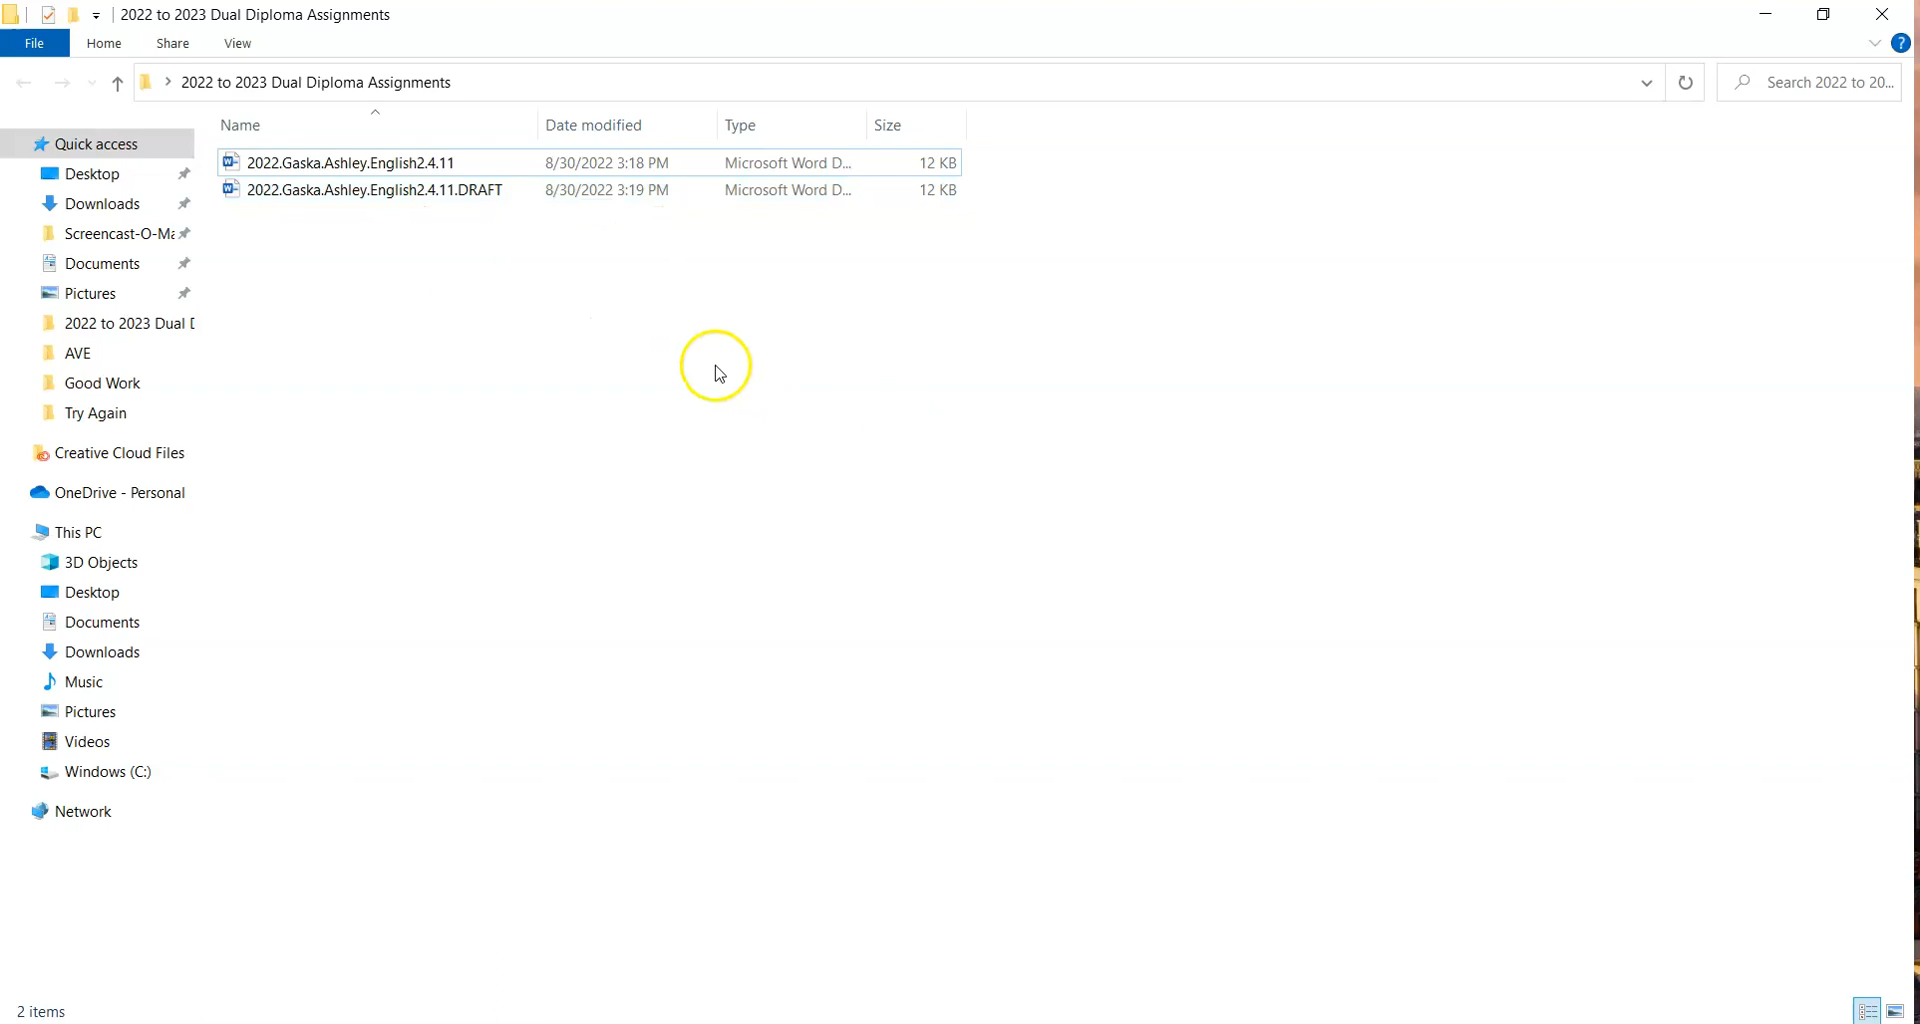 2022 to 2023 Dual Diploma Assignments
File Home Share View
2022 to 2023 Dual Diploma Assignments
Search 2022 to 20...
Name Date modified Type Size
2022.Gaska.Ashley.English2.4.11 8/30/2022 3:18 PM Microsoft Word D... 12 KB
2022.Gaska.Ashley.English2.4.11.DRAFT 8/30/2022 3:19 PM Microsoft Word D... 12 KB
Quick access
Desktop
Downloads
Screencast-O-Ma
Documents
Pictures
2022 to 2023 Dual D
AVE
Good Work
Try Again
Creative Cloud Files
OneDrive - Personal
This PC
3D Objects
Desktop
Documents
Downloads
Music
Pictures
Videos
Windows (C:)
Network
2 items